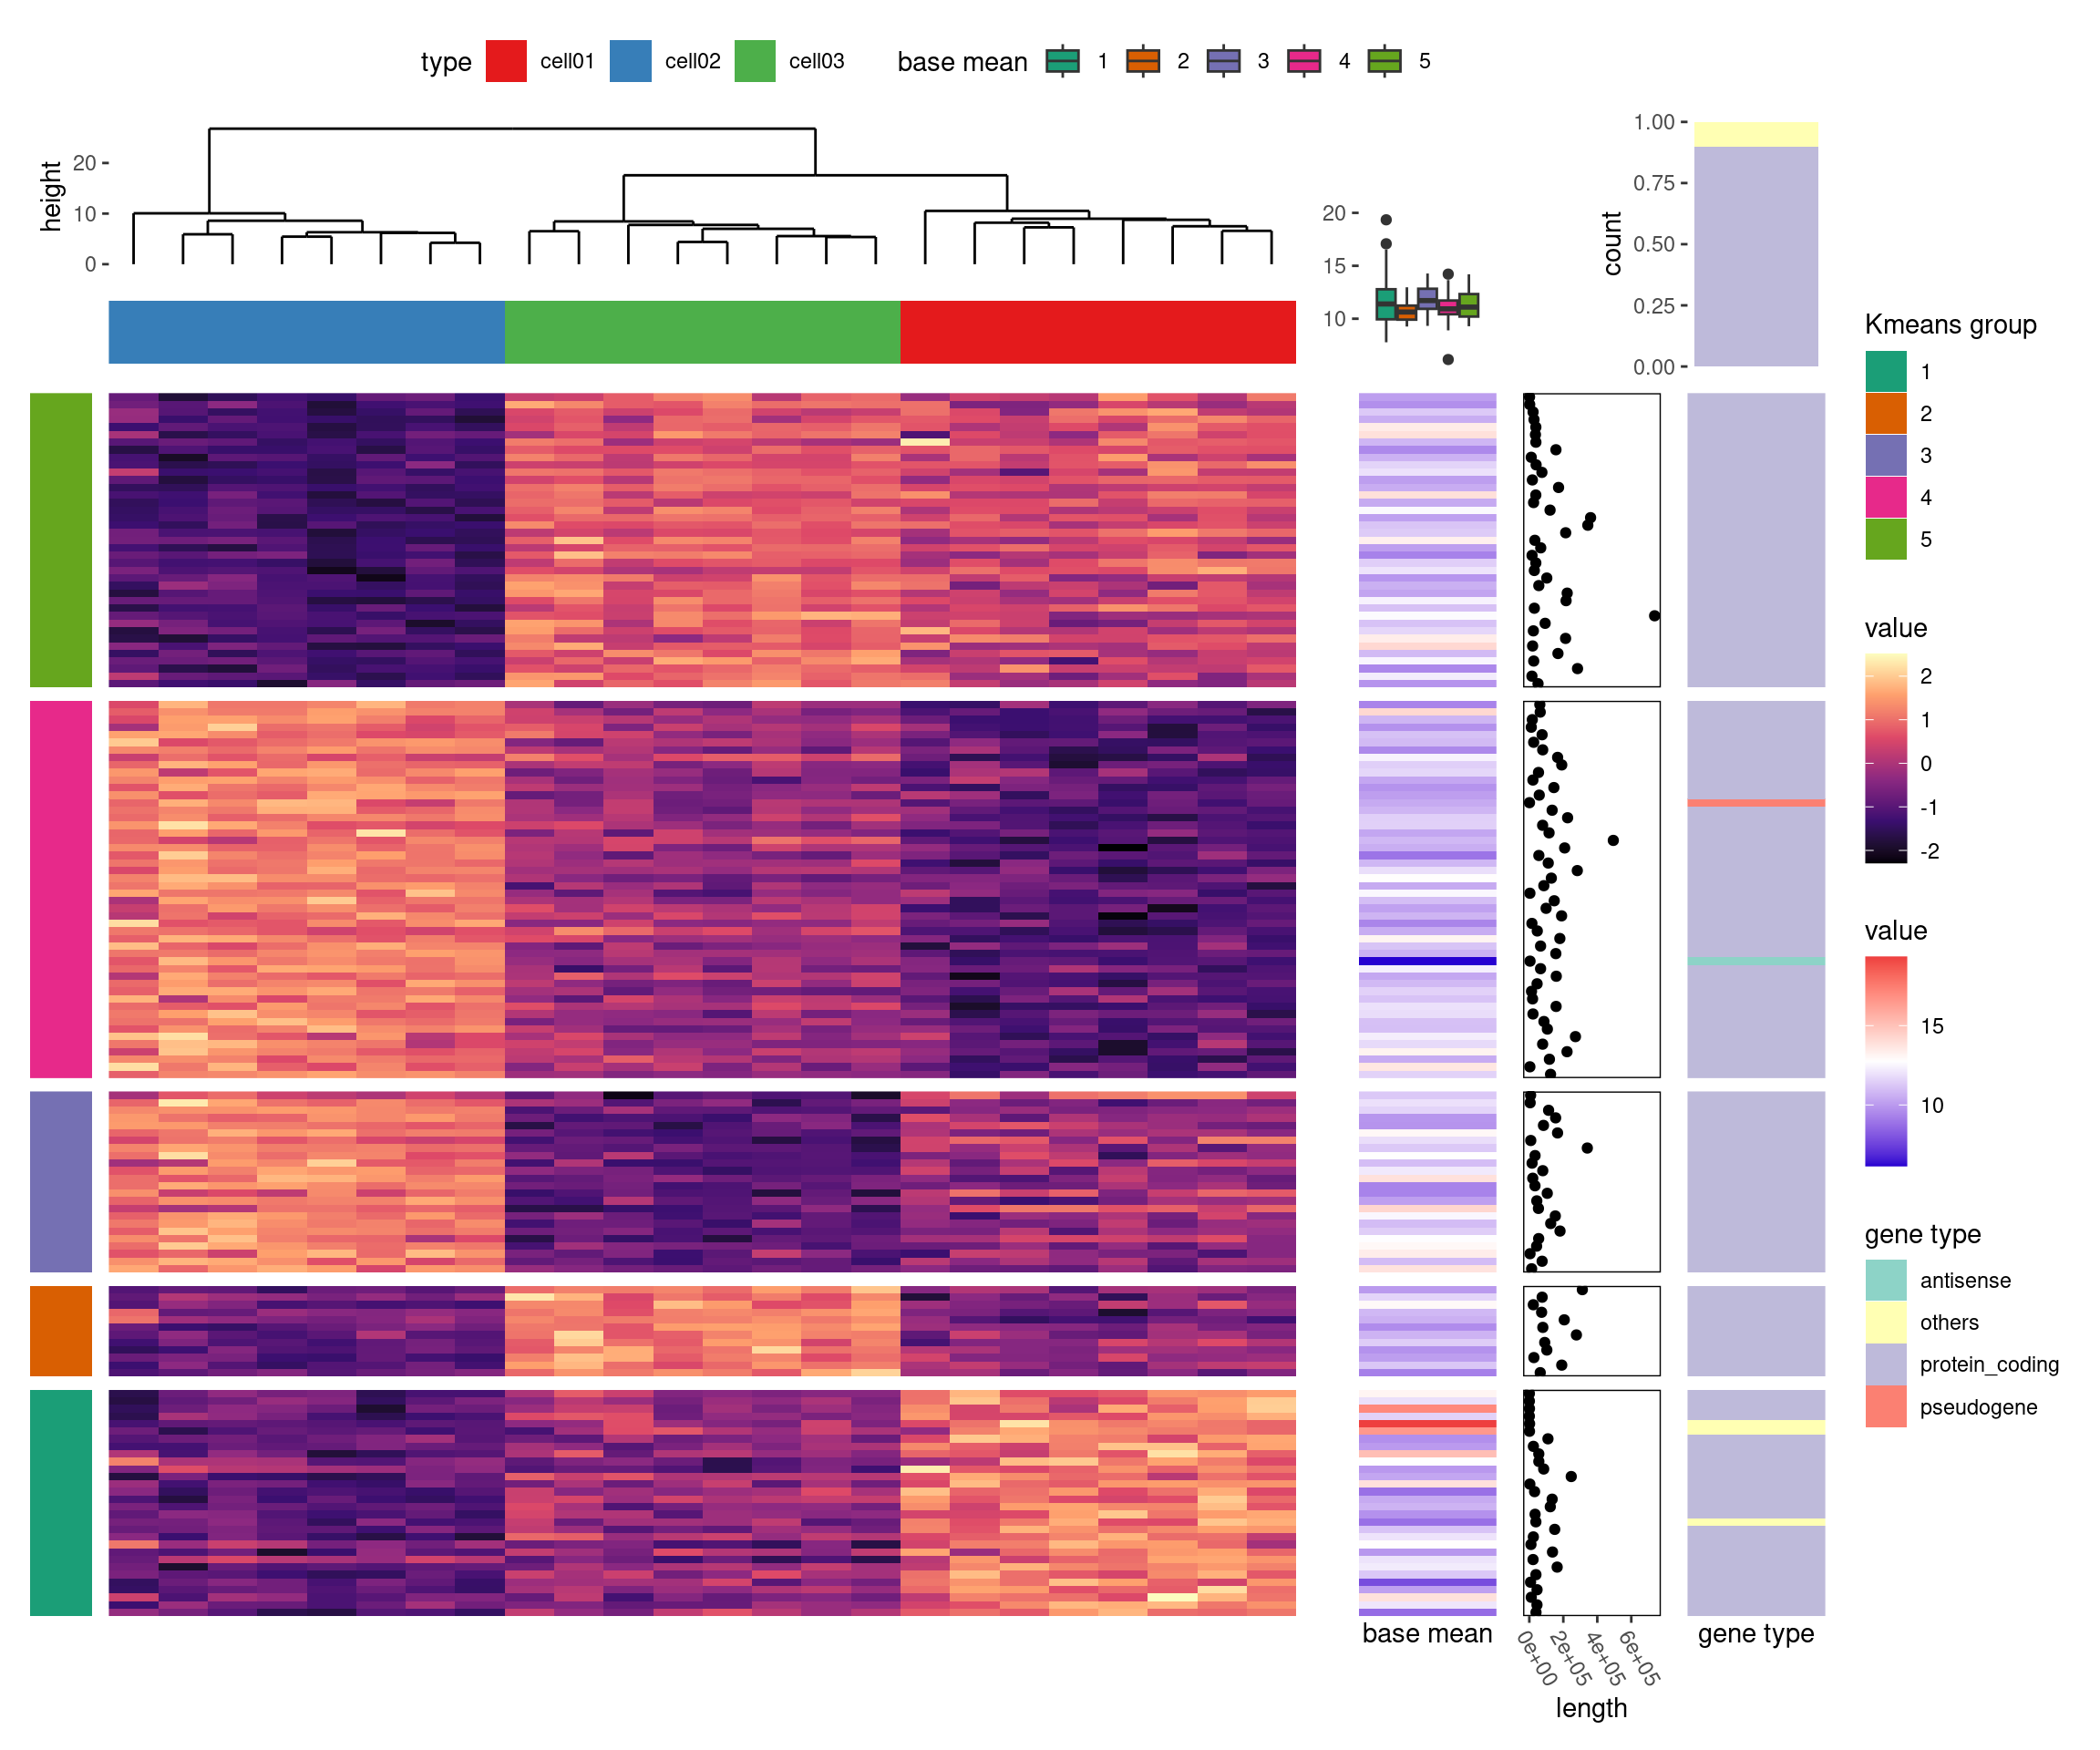 type cell01 cell02 cell03 base mean 1 2 3 4 5
height
20
10
0
20
15
10
count
1.00
0.75
0.50
0.25
0.00
Kmeans group
1
2
3
4
5
value
2
1
0
-1
-2
value
15
10
gene type
antisense
others
protein_coding
pseudogene
base mean
0e+00
2e+05
4e+05
6e+05
length
gene type